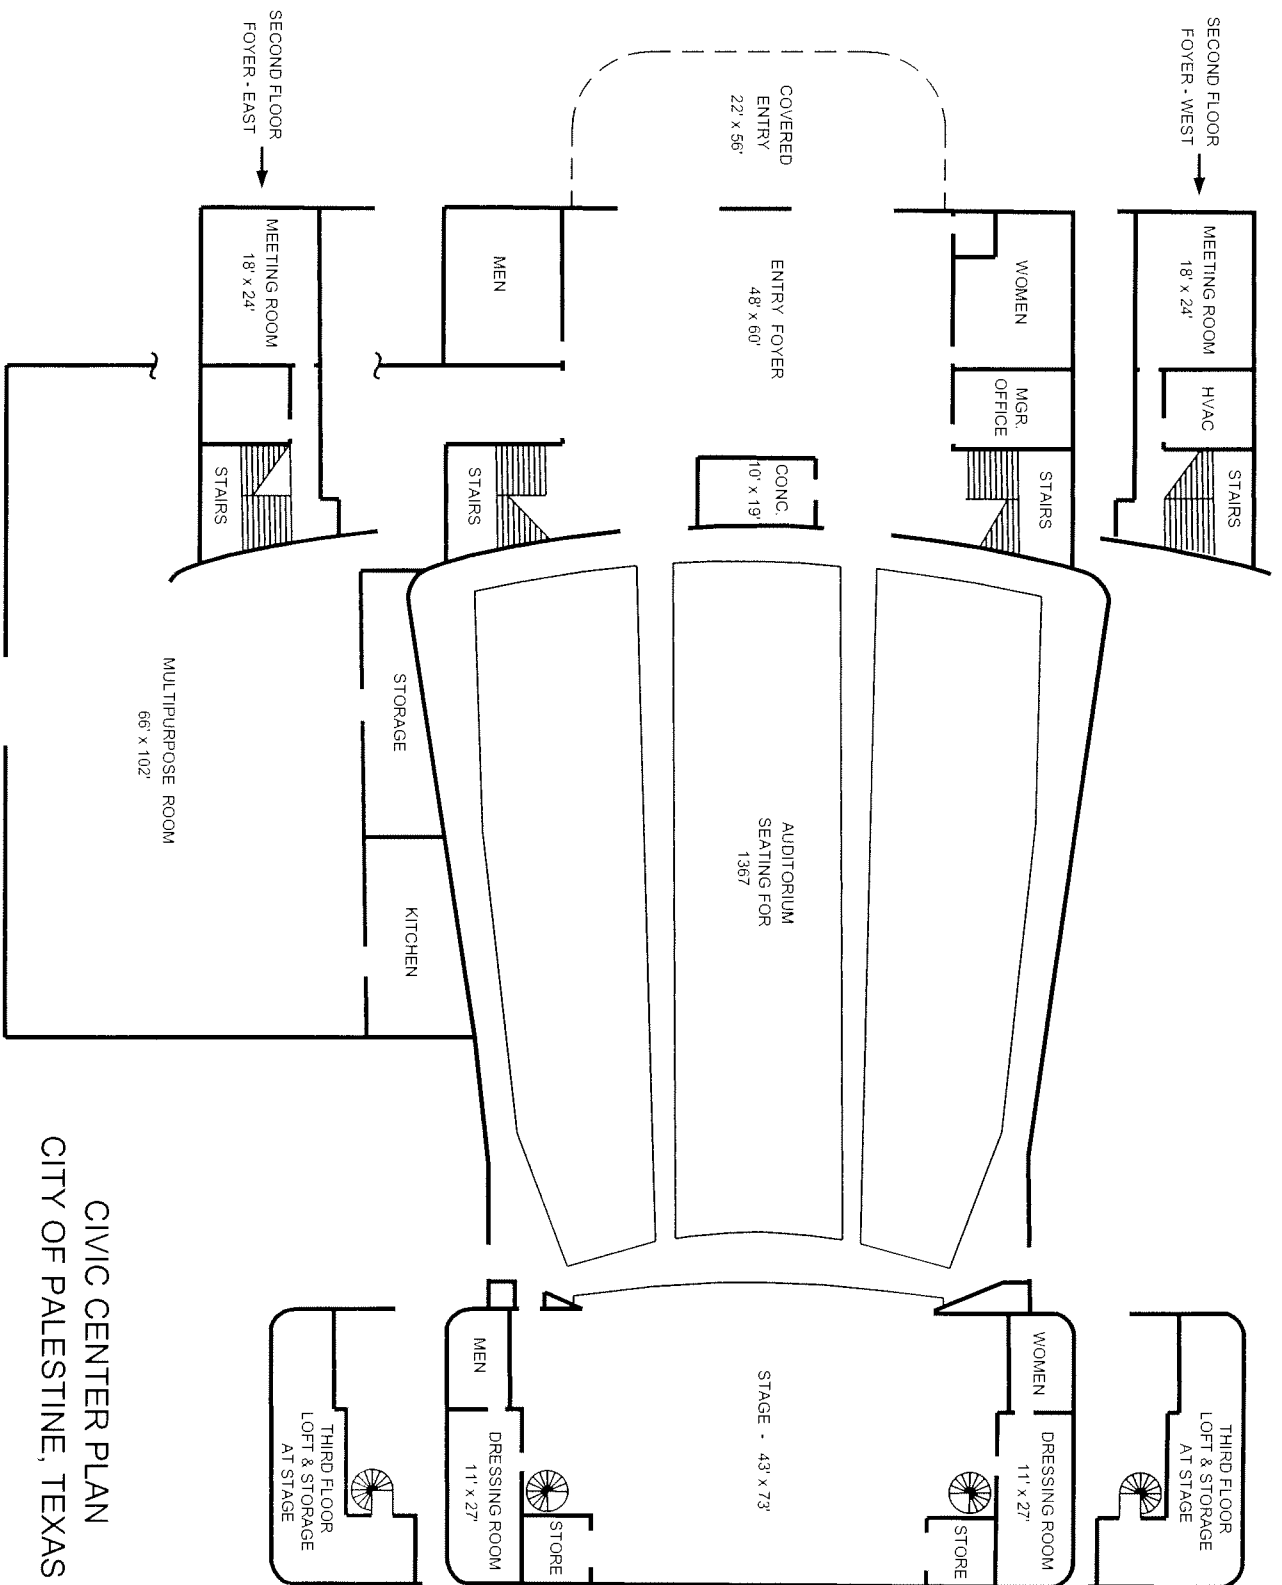 SECOND FLOOR
FOYER - WEST
MEETING ROOM
18' x 24'
HVAC
STAIRS
COVERED
ENTRY
22' x 56'
WOMEN
MGR.
OFFICE
STAIRS
ENTRY FOYER
48' x 60'
CONC.
10' x 19'
MEN
STAIRS
SECOND FLOOR
FOYER - EAST
MEETING ROOM
18' x 24'
STAIRS
AUDITORIUM
SEATING FOR
1367
STORAGE
KITCHEN
MULTIPURPOSE ROOM
66' x 102'
THIRD FLOOR
LOFT & STORAGE
AT STAGE
WOMEN
DRESSING ROOM
11' x 27'
STORE
STAGE - 43' x 73'
MEN
DRESSING ROOM
11' x 27'
STORE
THIRD FLOOR
LOFT & STORAGE
AT STAGE
CIVIC CENTER PLAN
CITY OF PALESTINE, TEXAS